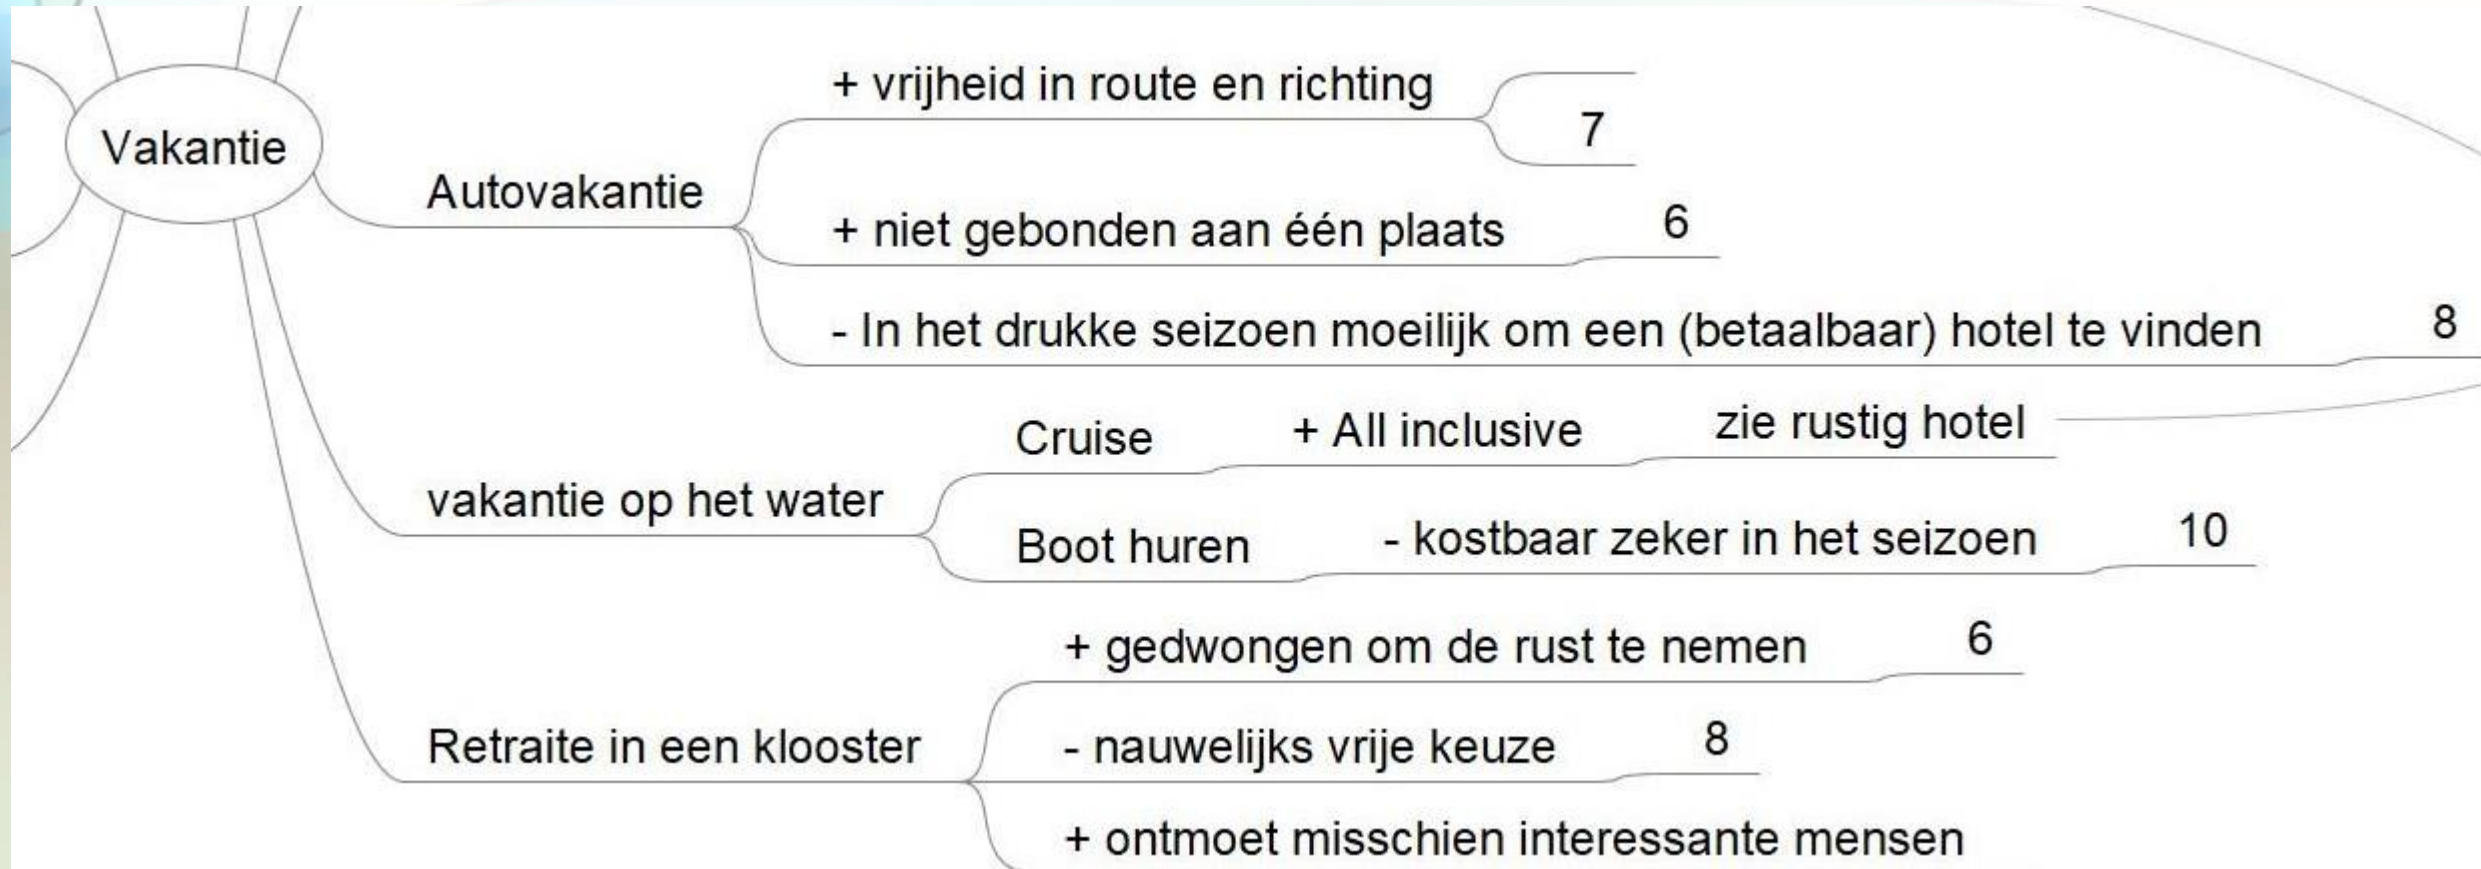 Vakantie
Autovakantie
+ vrijheid in route en richting
7
+ niet gebonden aan één plaats
6
- In het drukke seizoen moeilijk om een (betaalbaar) hotel te vinden
8
vakantie op het water
Cruise
+ All inclusive
zie rustig hotel
Boot huren
- kostbaar zeker in het seizoen
10
Retraite in een klooster
+ gedwongen om de rust te nemen
6
- nauwelijks vrije keuze
8
+ ontmoet misschien interessante mensen